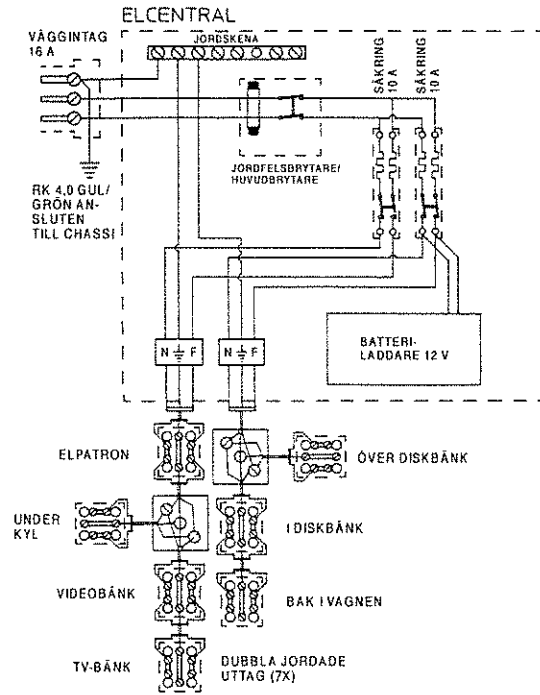 ELCENTRAL
VÄGGINTAG
16 A
JORDSKENA
SÄKRING
10 A
SÄKRING
10 A
JORDFELSBRYTARE/
HUVUDBRYTARE
RK 4,0 GUL/
GRÖN AN-
SLUTEN
TILL CHASSI
BATTERI-
LADDARE 12 V
N F
N F
ELPATRON
ÖVER DISKBÄNK
UNDER
KYL
I DISKBÄNK
VIDEOBÄNK
BAK I VAGNEN
TV-BÄNK
DUBBLA JORDADE
UTTAG (7X)